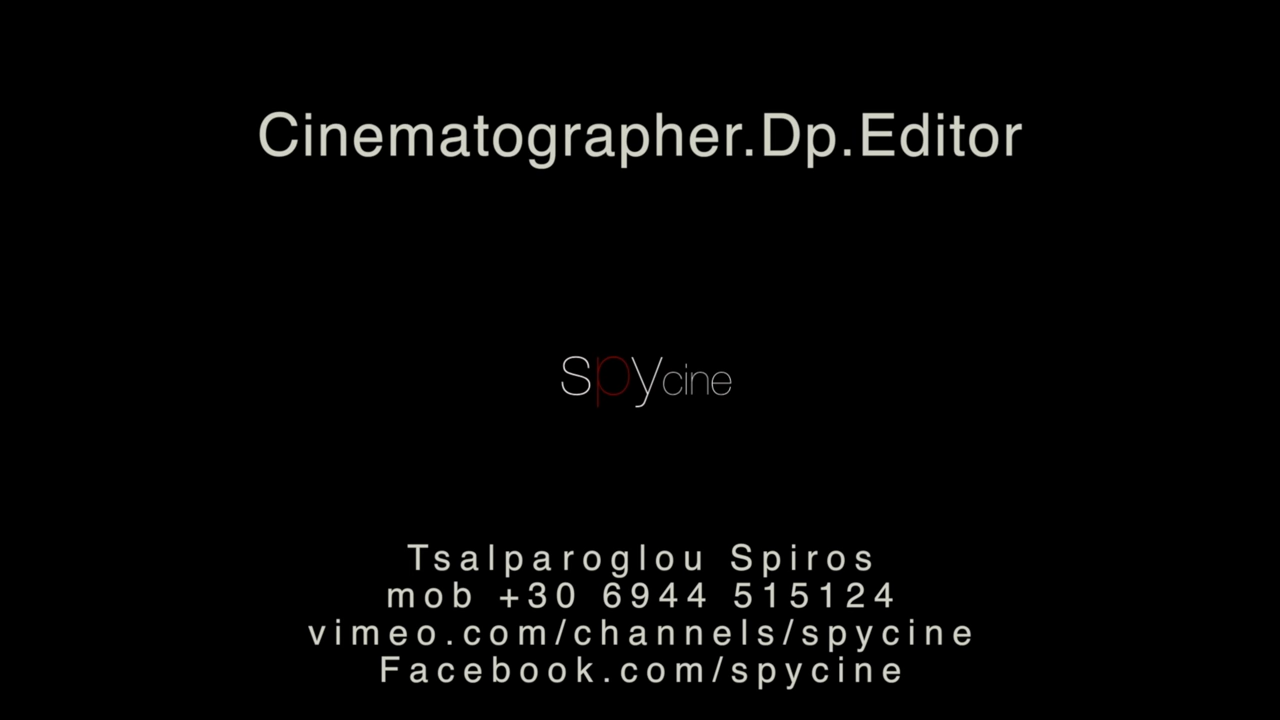 Cinematographer.Dp.Editor
spycine
Tsalparoglou Spiros
mob +30 6944 515124
vimeo.com/channels/spycine
Facebook.com/spycine